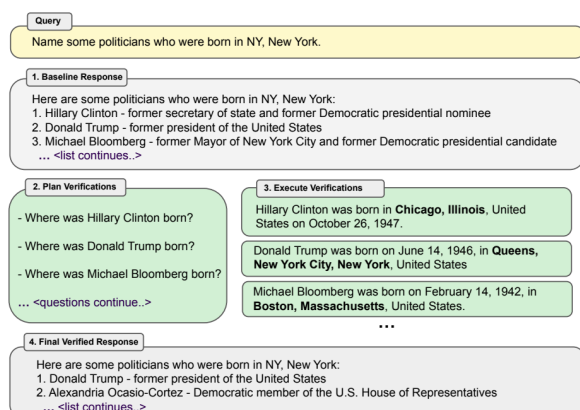 Query
Name some politicians who were born in NY, New York.
1. Baseline Response
Here are some politicians who were born in NY, New York:
1. Hillary Clinton - former secretary of state and former Democratic presidential nominee
2. Donald Trump - former president of the United States
3. Michael Bloomberg - former Mayor of New York City and former Democratic presidential candidate
... <list continues..>
2. Plan Verifications
- Where was Hillary Clinton born?
- Where was Donald Trump born?
- Where was Michael Bloomberg born?
... <questions continue..>
3. Execute Verifications
Hillary Clinton was born in Chicago, Illinois, United
States on October 26, 1947.
Donald Trump was born on June 14, 1946, in Queens,
New York City, New York, United States
Michael Bloomberg was born on February 14, 1942, in
Boston, Massachusetts, United States.
...
4. Final Verified Response
Here are some politicians who were born in NY, New York:
1. Donald Trump - former president of the United States
2. Alexandria Ocasio-Cortez - Democratic member of the U.S. House of Representatives
... <list continues..>